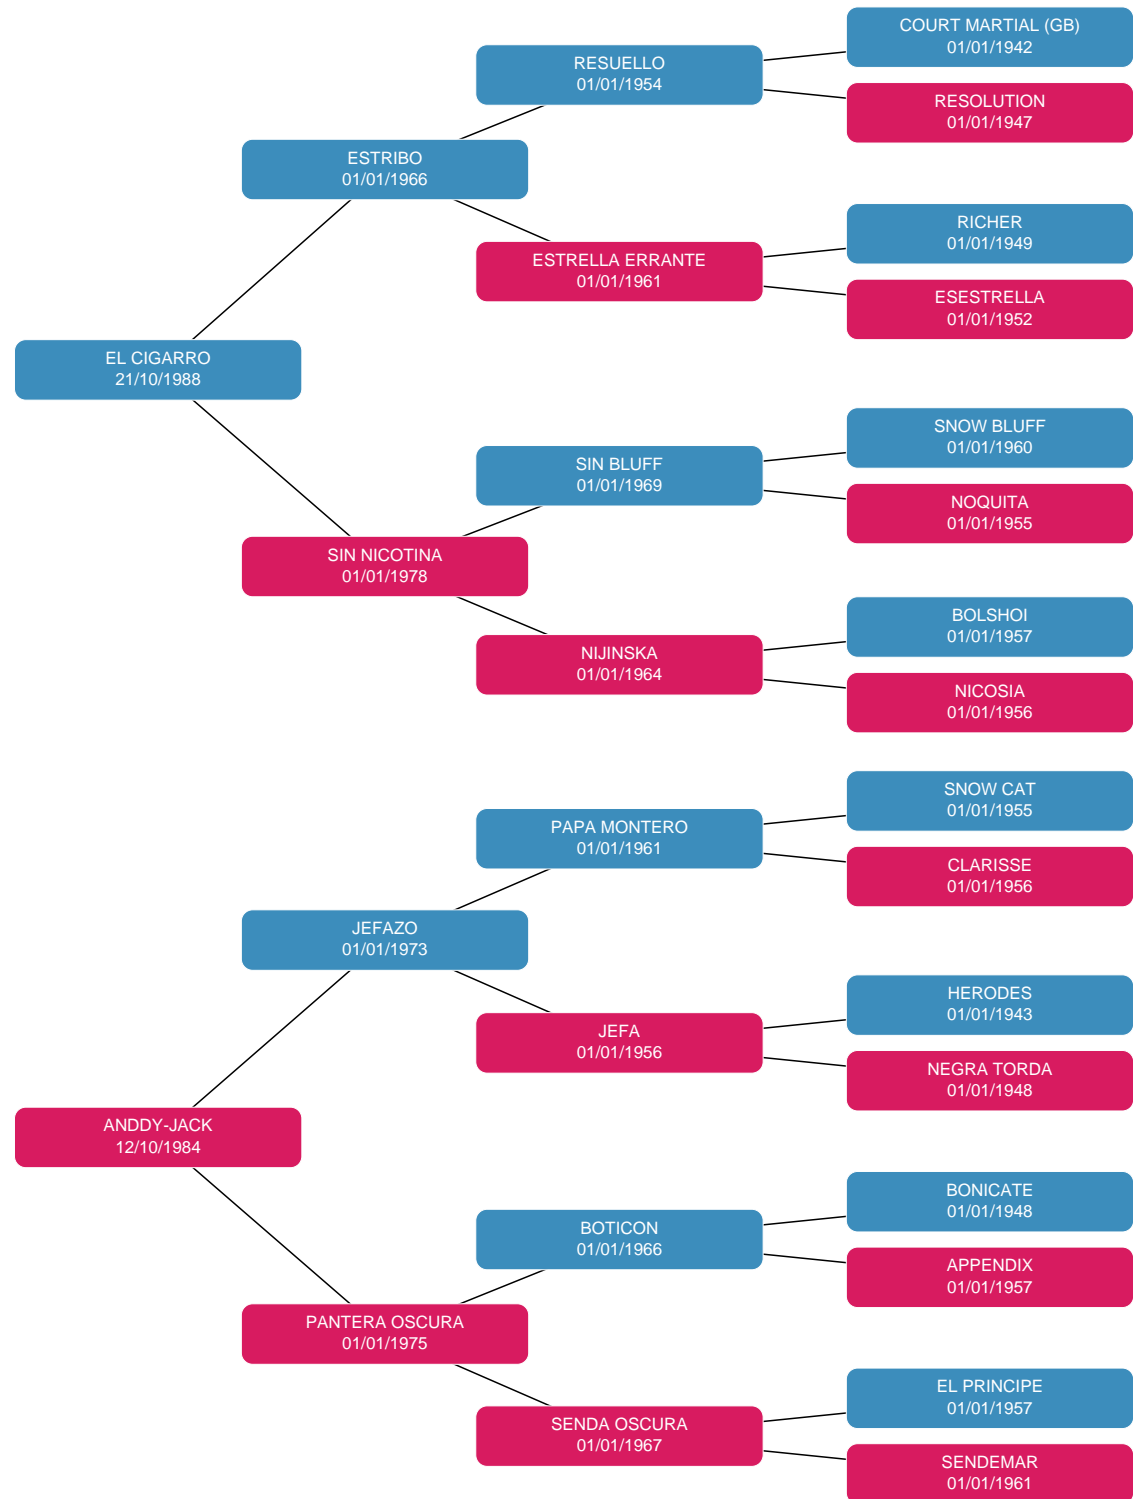 COURT MARTIAL (GB)
01/01/1942
RESUELLO
01/01/1954
RESOLUTION
01/01/1947
ESTRIBO
01/01/1966
RICHER
01/01/1949
ESTRELLA ERRANTE
01/01/1961
ESESTRELLA
01/01/1952
EL CIGARRO
21/10/1988
SNOW BLUFF
01/01/1960
SIN BLUFF
01/01/1969
NOQUITA
01/01/1955
SIN NICOTINA
01/01/1978
BOLSHOI
01/01/1957
NIJINSKA
01/01/1964
NICOSIA
01/01/1956
SNOW CAT
01/01/1955
PAPA MONTERO
01/01/1961
CLARISSE
01/01/1956
JEFAZO
01/01/1973
HERODES
01/01/1943
JEFA
01/01/1956
NEGRA TORDA
01/01/1948
ANDDY-JACK
12/10/1984
BONICATE
01/01/1948
BOTICON
01/01/1966
APPENDIX
01/01/1957
PANTERA OSCURA
01/01/1975
EL PRINCIPE
01/01/1957
SENDA OSCURA
01/01/1967
SENDEMAR
01/01/1961